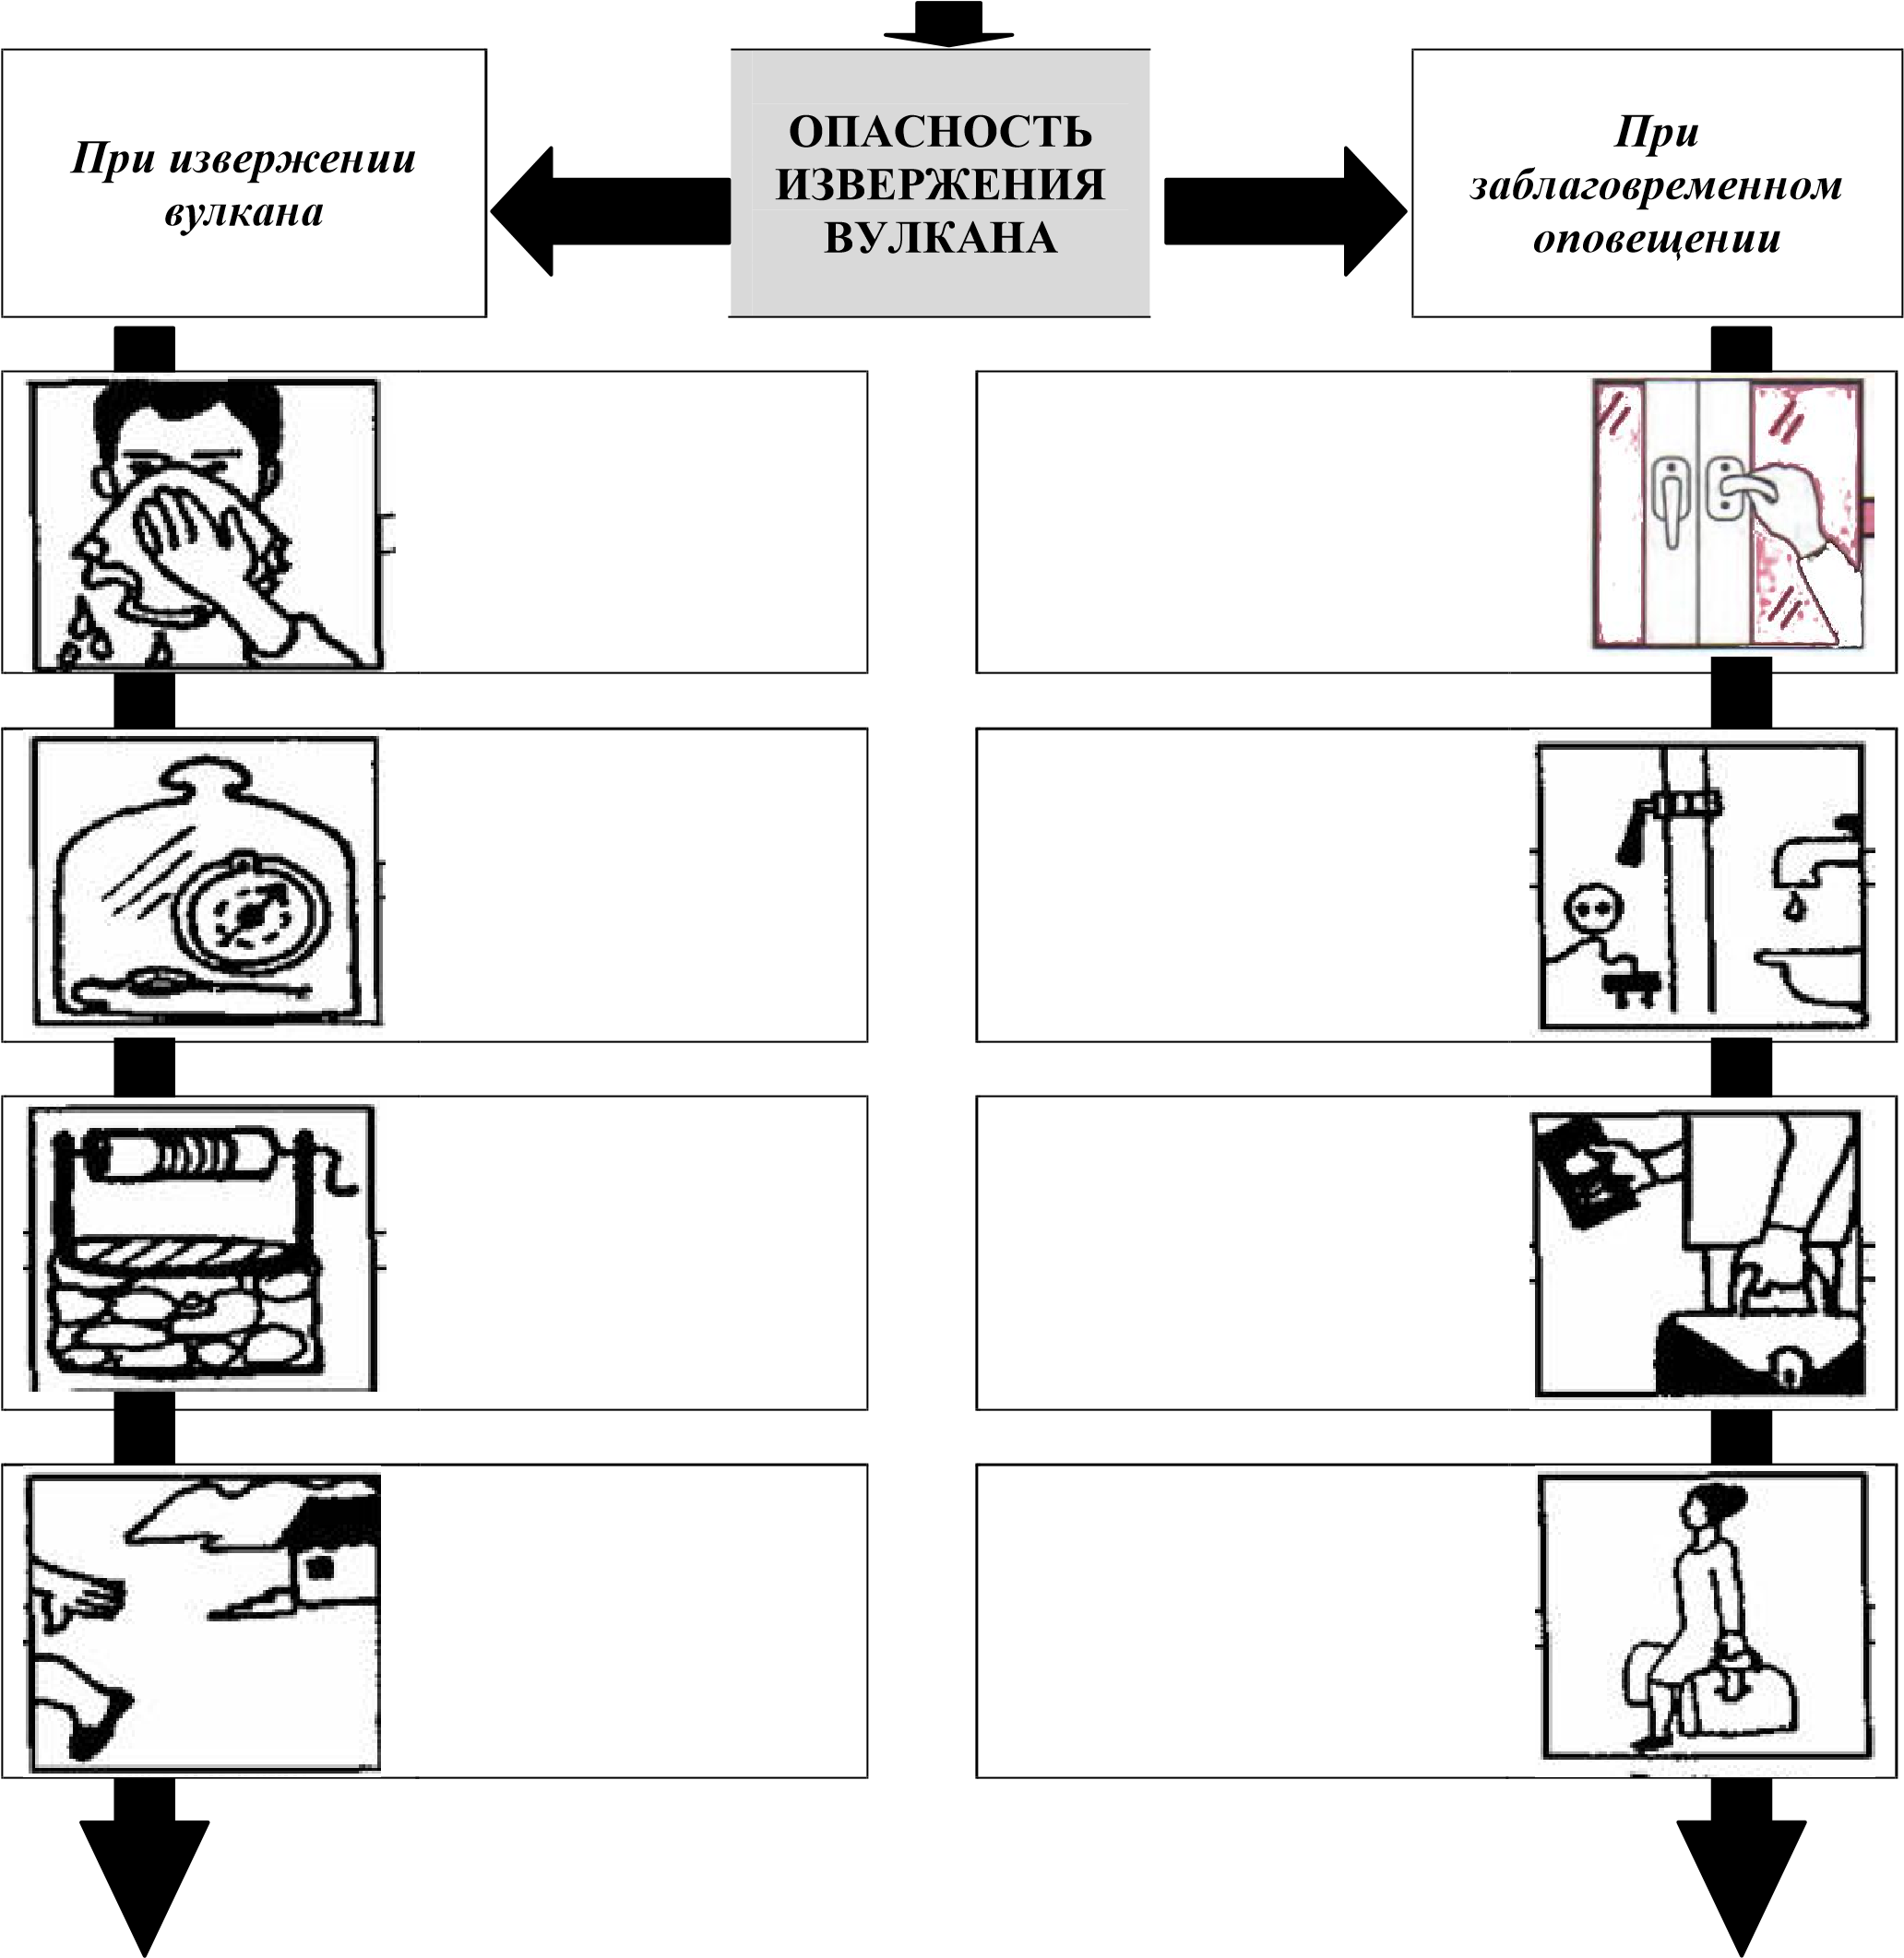 При извержении
вулкана
ОПАСНОСТЬ
ИЗВЕРЖЕНИЯ
ВУЛКАНА
При
заблаговременном
оповещении